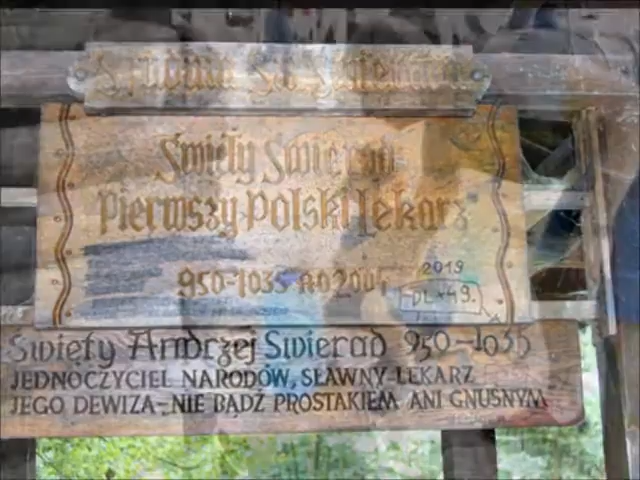 Święty Świerad
Pierwszy Polski Lekarz
950-1035 RO2004
2019
Święty Andrzej Świerad 950-1035
JEDNOCZYCIEL NARODÓW, SŁAWNY LEKARZ
JEGO DEWIZA-NIE BĄDŹ PROSTAKIEM ANI GNUŚNYM